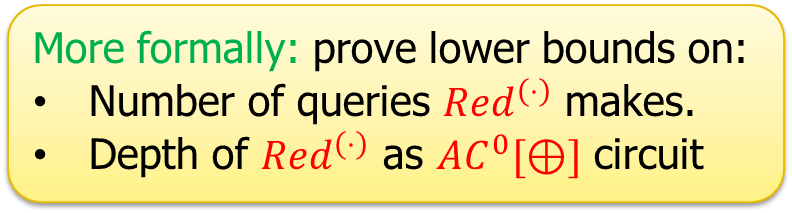 More formally: prove lower bounds on:
• Number of queries Red^(·) makes.
• Depth of Red^(·) as AC^0[⊕] circuit